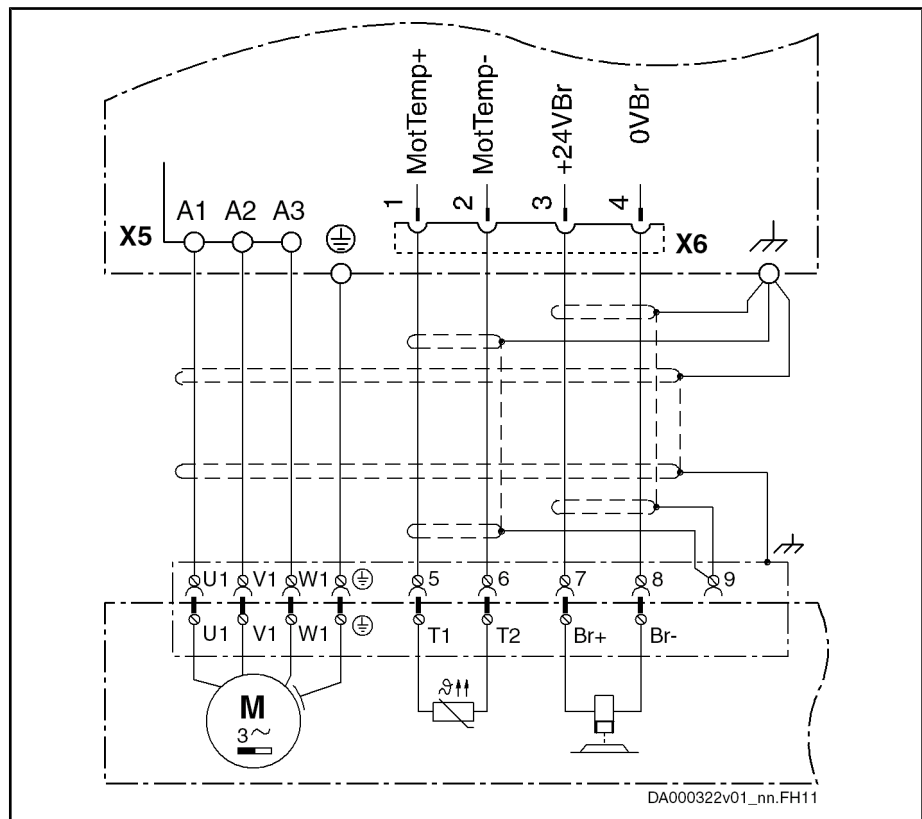 MotTemp+
MotTemp-
+24VBr
0VBr
1
2
3
4
A1 A2 A3
X5
X6
U1 V1 W1 5 6 7 8 9
U1 V1 W1 T1 T2 Br+ Br-
ϑ
M
3~
DA000322v01_nn.FH11